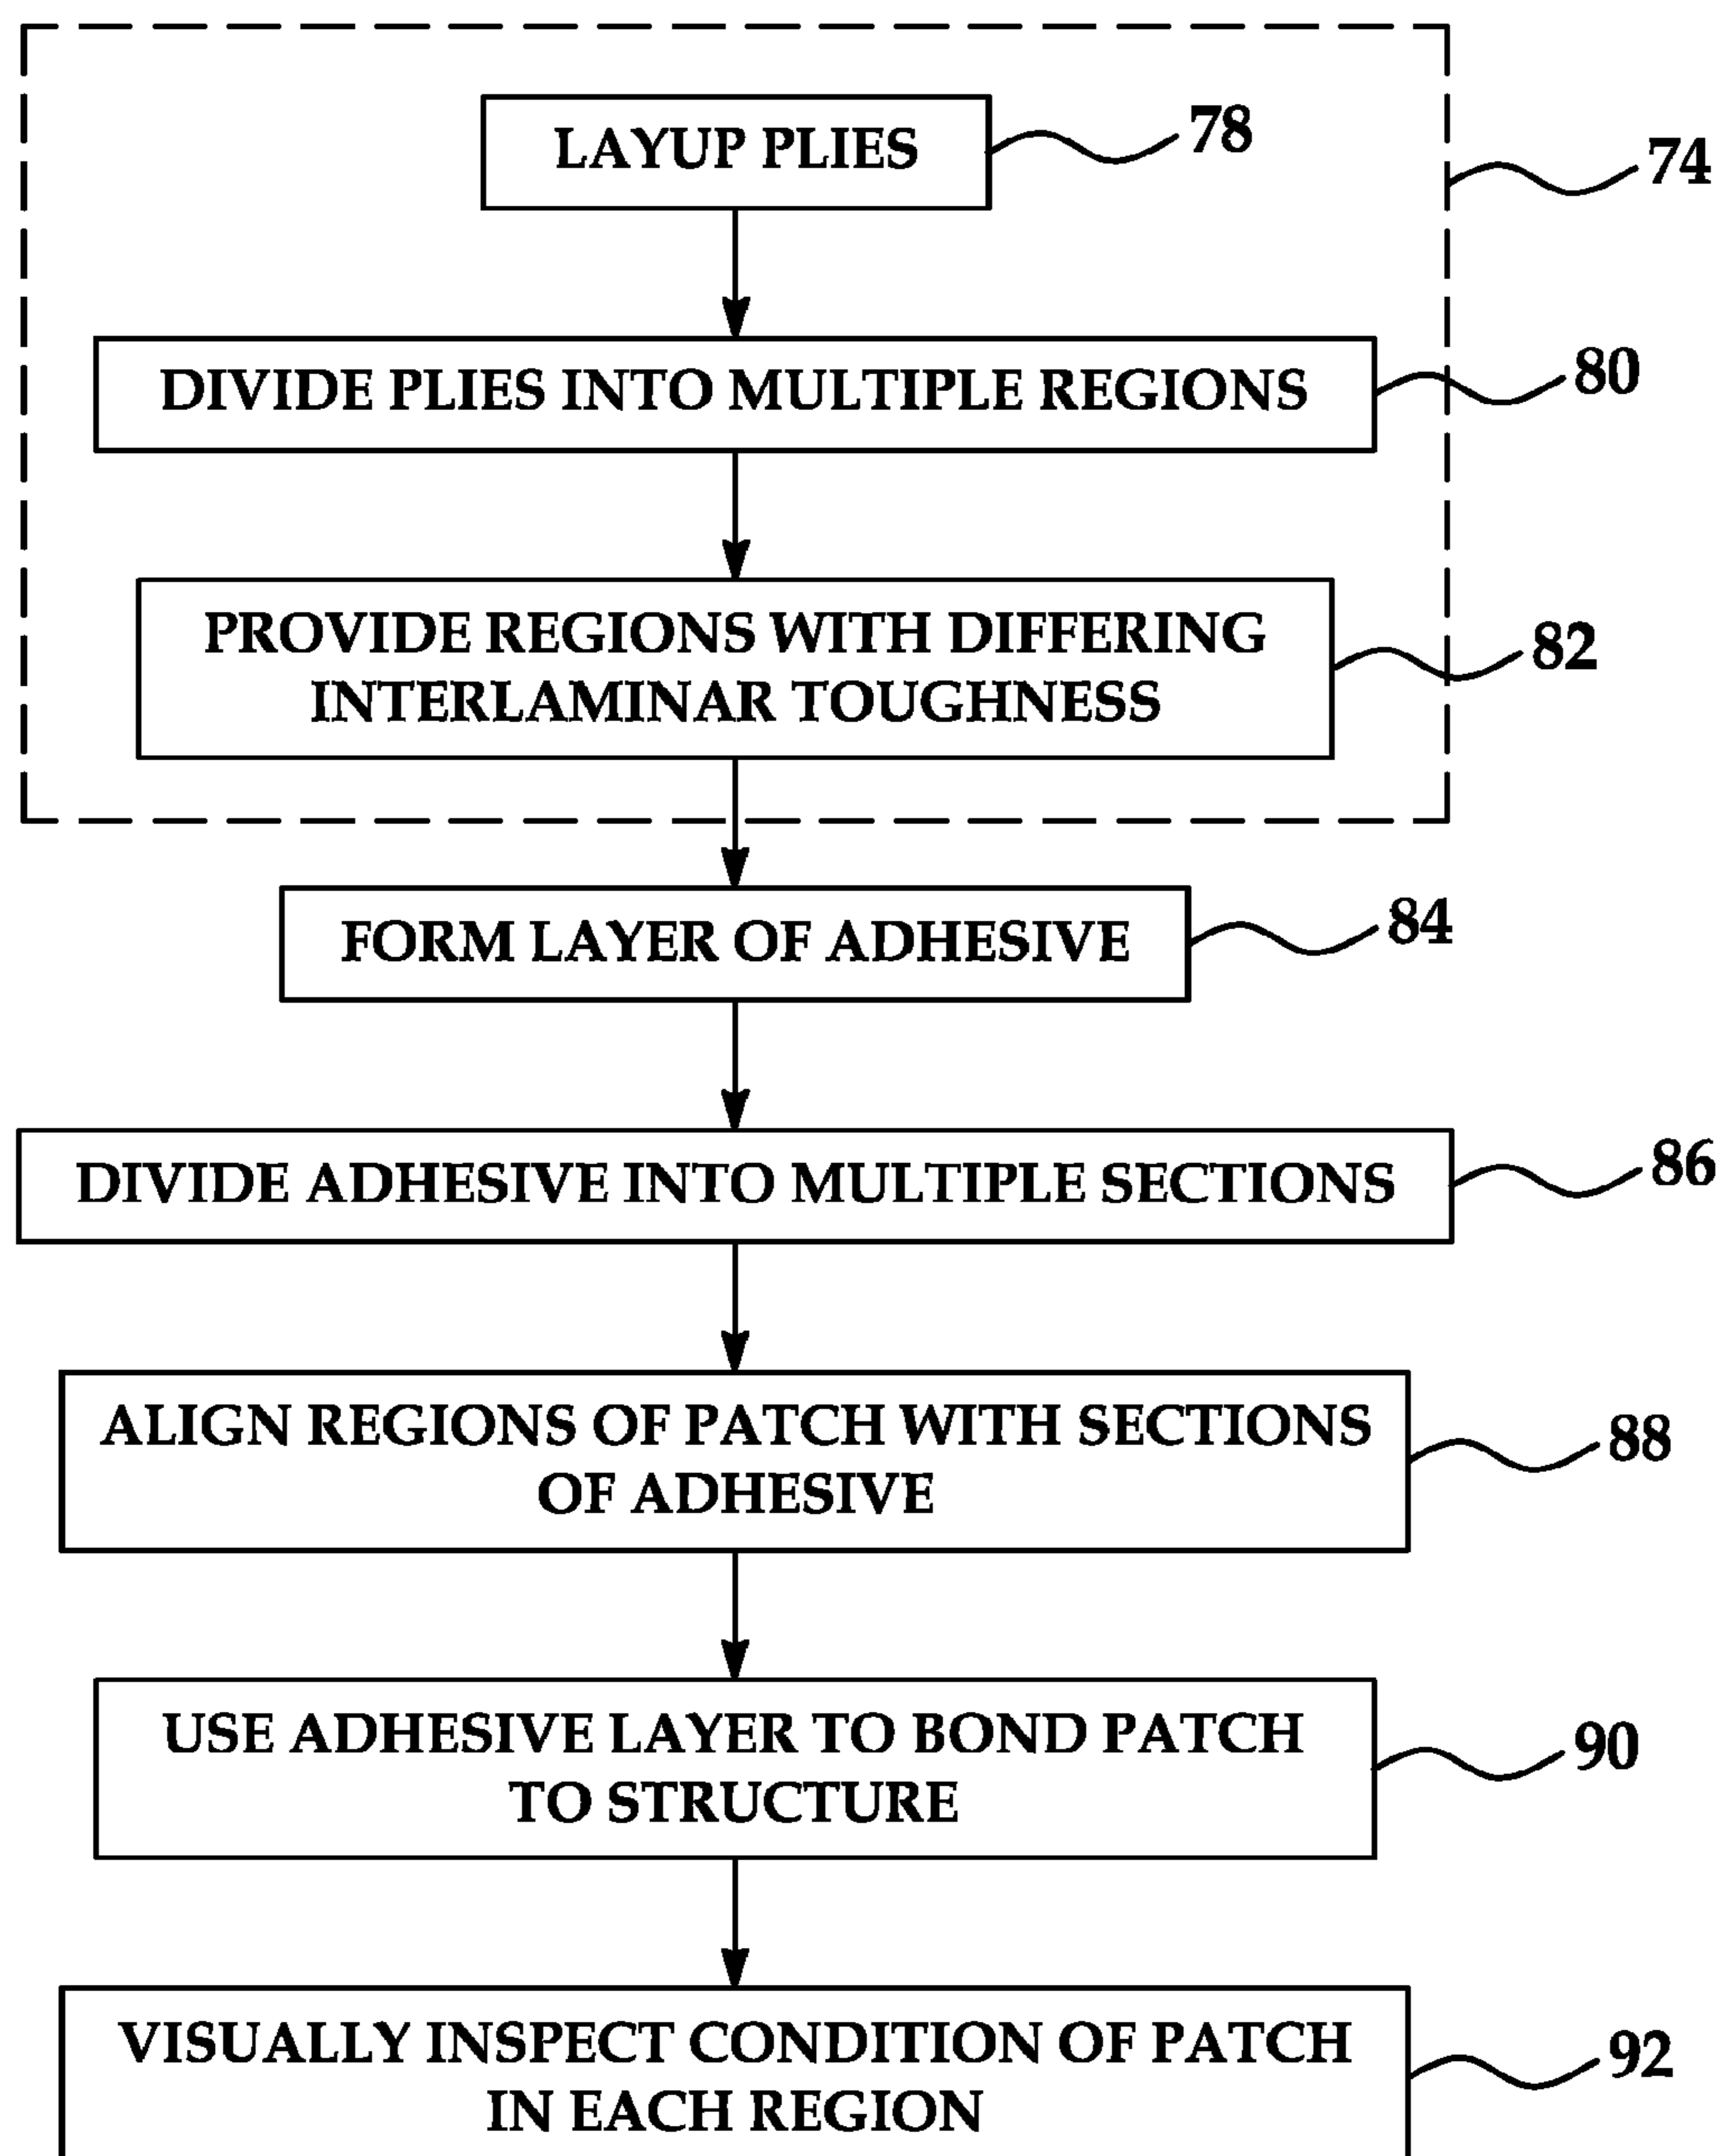 LAYUP PLIES
78
74
DIVIDE PLIES INTO MULTIPLE REGIONS
80
PROVIDE REGIONS WITH DIFFERING
INTERLAMINAR TOUGHNESS
82
FORM LAYER OF ADHESIVE
84
DIVIDE ADHESIVE INTO MULTIPLE SECTIONS
86
ALIGN REGIONS OF PATCH WITH SECTIONS
OF ADHESIVE
88
USE ADHESIVE LAYER TO BOND PATCH
TO STRUCTURE
90
VISUALLY INSPECT CONDITION OF PATCH
IN EACH REGION
92